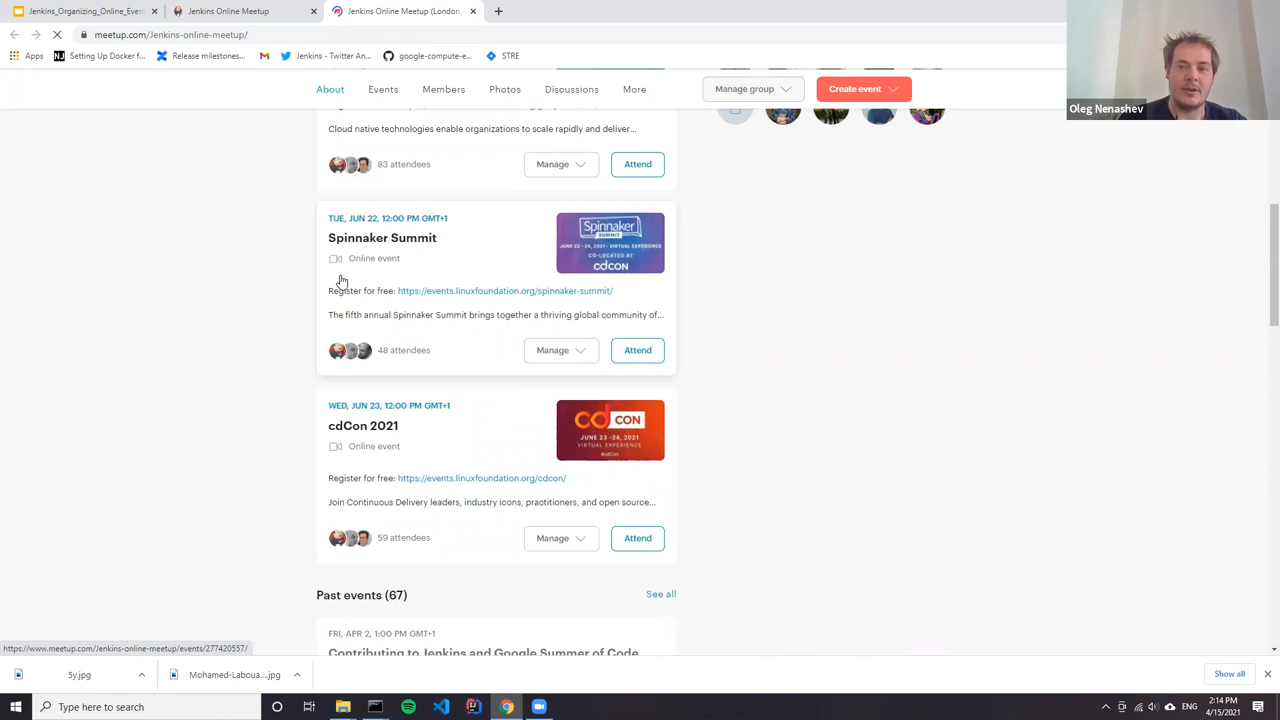 Jenkins_Organizing_Online_Even
Jenkins Online Meetup
Jenkins Online Meetup (London,
meetup.com/Jenkins-online-meetup/
Apps
Setting Up Docker f...
Release milestones...
Jenkins - Twitter An...
google-compute-e...
STRE
About
Events
Members
Photos
Discussions
More
Manage group
Create event
Oleg Nenashev
Cloud native technologies enable organizations to scale rapidly and deliver...
83 attendees
Manage
Attend
TUE, JUN 22, 12:00 PM GMT+1
Spinnaker Summit
Online event
Spinnaker
SUMMIT
JUNE 22 - 24, 2021 - VIRTUAL EXPERIENCE
CO-LOCATED AT
cdCON
Register for free: https://events.linuxfoundation.org/spinnaker-summit/
The fifth annual Spinnaker Summit brings together a thriving global community of...
48 attendees
Manage
Attend
WED, JUN 23, 12:00 PM GMT+1
cdCon 2021
Online event
cd CON
JUNE 23 -24, 2021
VIRTUAL EXPERIENCE
#cdCon
Register for free: https://events.linuxfoundation.org/cdcon/
Join Continuous Delivery leaders, industry icons, practitioners, and open source...
59 attendees
Manage
Attend
Past events (67)
See all
FRI, APR 2, 1:00 PM GMT+1
Contributing to Jenkins and Google Summer of Code
https://www.meetup.com/Jenkins-online-meetup/events/277420557/
5y.jpg
Mohamed-Laboua....jpg
Show all
Type here to search
ENG
2:14 PM
4/15/2021